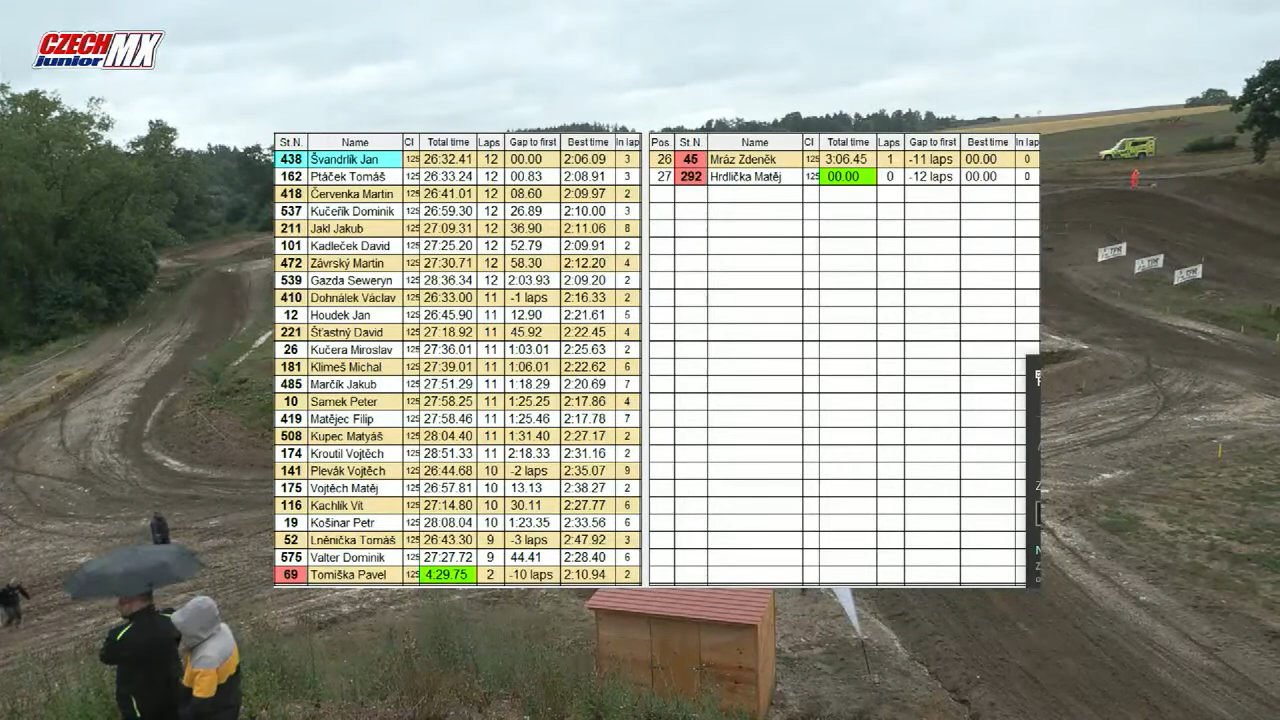 CZECH MX
junior
St N. Name Cl Total time Laps Gap to first Best time In lap
438 Švandrlík Jan 125 26:32.41 12 00.00 2:06.09 3
162 Ptáček Tomáš 125 26:33.24 12 00.83 2:08.91 3
418 Červenka Martin 125 26:41.01 12 08.60 2:09.97 2
537 Kučeřík Dominik 125 26:59.30 12 26.89 2:10.00 3
211 Jakl Jakub 125 27:09.31 12 36.90 2:11.06 8
101 Kadleček David 125 27:25.20 12 52.79 2:09.91 2
472 Závrský Martin 125 27:30.71 12 58.30 2:12.20 4
539 Gazda Seweryn 125 28:36.34 12 2:03.93 2:09.20 2
410 Dohnálek Václav 125 26:33.00 11 -1 laps 2:16.33 2
12 Houdek Jan 125 26:45.90 11 12.90 2:21.61 5
221 Šťastný David 125 27:18.92 11 45.92 2:22.45 4
26 Kučera Miroslav 125 27:36.01 11 1:03.01 2:25.63 2
181 Klimeš Michal 125 27:39.01 11 1:06.01 2:22.62 6
485 Marčík Jakub 125 27:51.29 11 1:18.29 2:20.69 7
10 Samek Peter 125 27:58.25 11 1:25.25 2:17.86 4
419 Matějec Filip 125 27:58.46 11 1:25.46 2:17.78 7
508 Kupec Matyáš 125 28:04.40 11 1:31.40 2:27.17 2
174 Kroutil Vojtěch 125 28:51.33 11 2:18.33 2:31.16 2
141 Plevák Vojtěch 125 26:44.68 10 -2 laps 2:35.07 9
175 Vojtěch Matěj 125 26:57.81 10 13.13 2:38.27 2
116 Kachlík Vít 125 27:14.80 10 30.11 2:27.77 6
19 Košinar Petr 125 28:08.04 10 1:23.35 2:33.56 6
52 Lněnička Tomáš 125 26:43.30 9 -3 laps 2:47.92 3
575 Valter Dominik 125 27:27.72 9 44.41 2:28.40 6
69 Tomiška Pavel 125 4:29.75 2 -10 laps 2:10.94 2
Pos. St N. Name Cl Total time Laps Gap to first Best time In lap
26 45 Mráz Zdeněk 125 3:06.45 1 -11 laps 00.00 0
27 292 Hrdlička Matěj 125 00.00 0 -12 laps 00.00 0